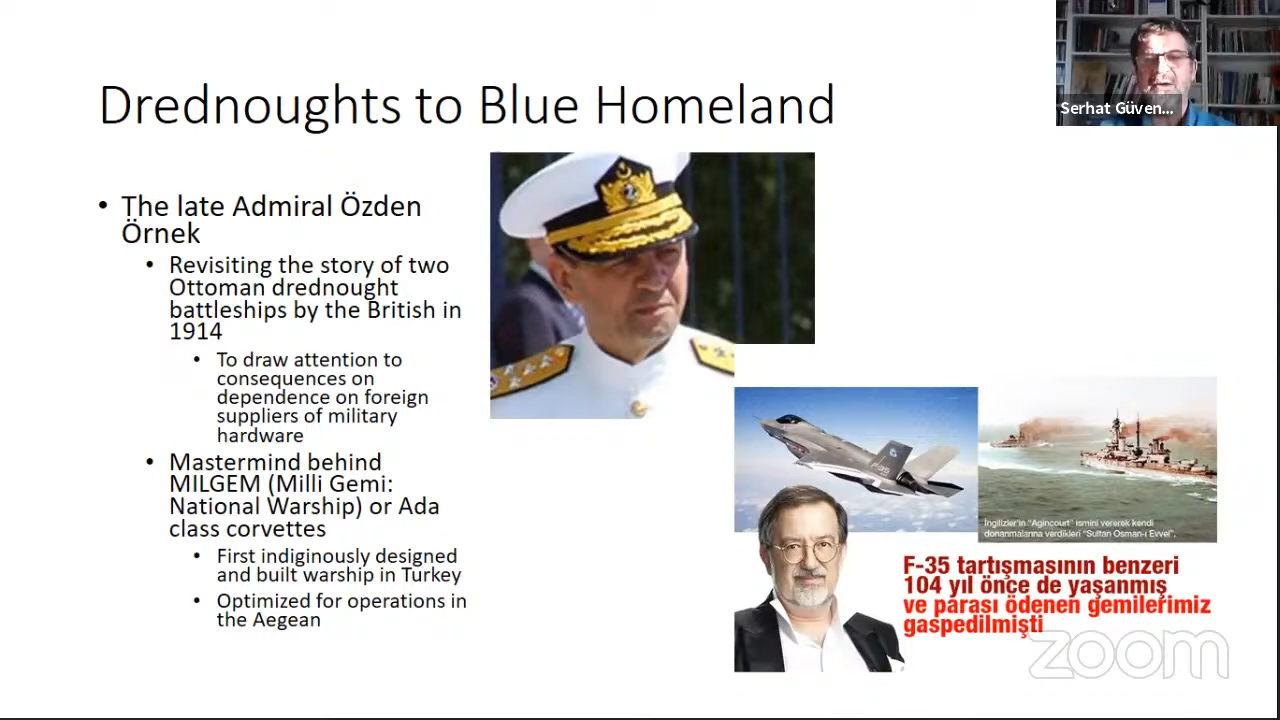 Drednoughts to Blue Homeland
Serhat Güven...
• The late Admiral Özden
Örnek
• Revisiting the story of two
Ottoman drednought
battleships by the British in
1914
• To draw attention to
consequences on
dependence on foreign
suppliers of military
hardware
• Mastermind behind
MILGEM (Milli Gemi:
National Warship) or Ada
class corvettes
• First indiginously designed
and built warship in Turkey
• Optimized for operations in
the Aegean
F-35
İngilizler'in "Agincourt" ismini vererek kendi
donanmalarına verdikleri "Sultan Osman-ı Evvel".
F-35 tartışmasının benzeri
104 yıl önce de yaşanmış
ve parası ödenen gemilerimiz
gaspedilmişti
zoom